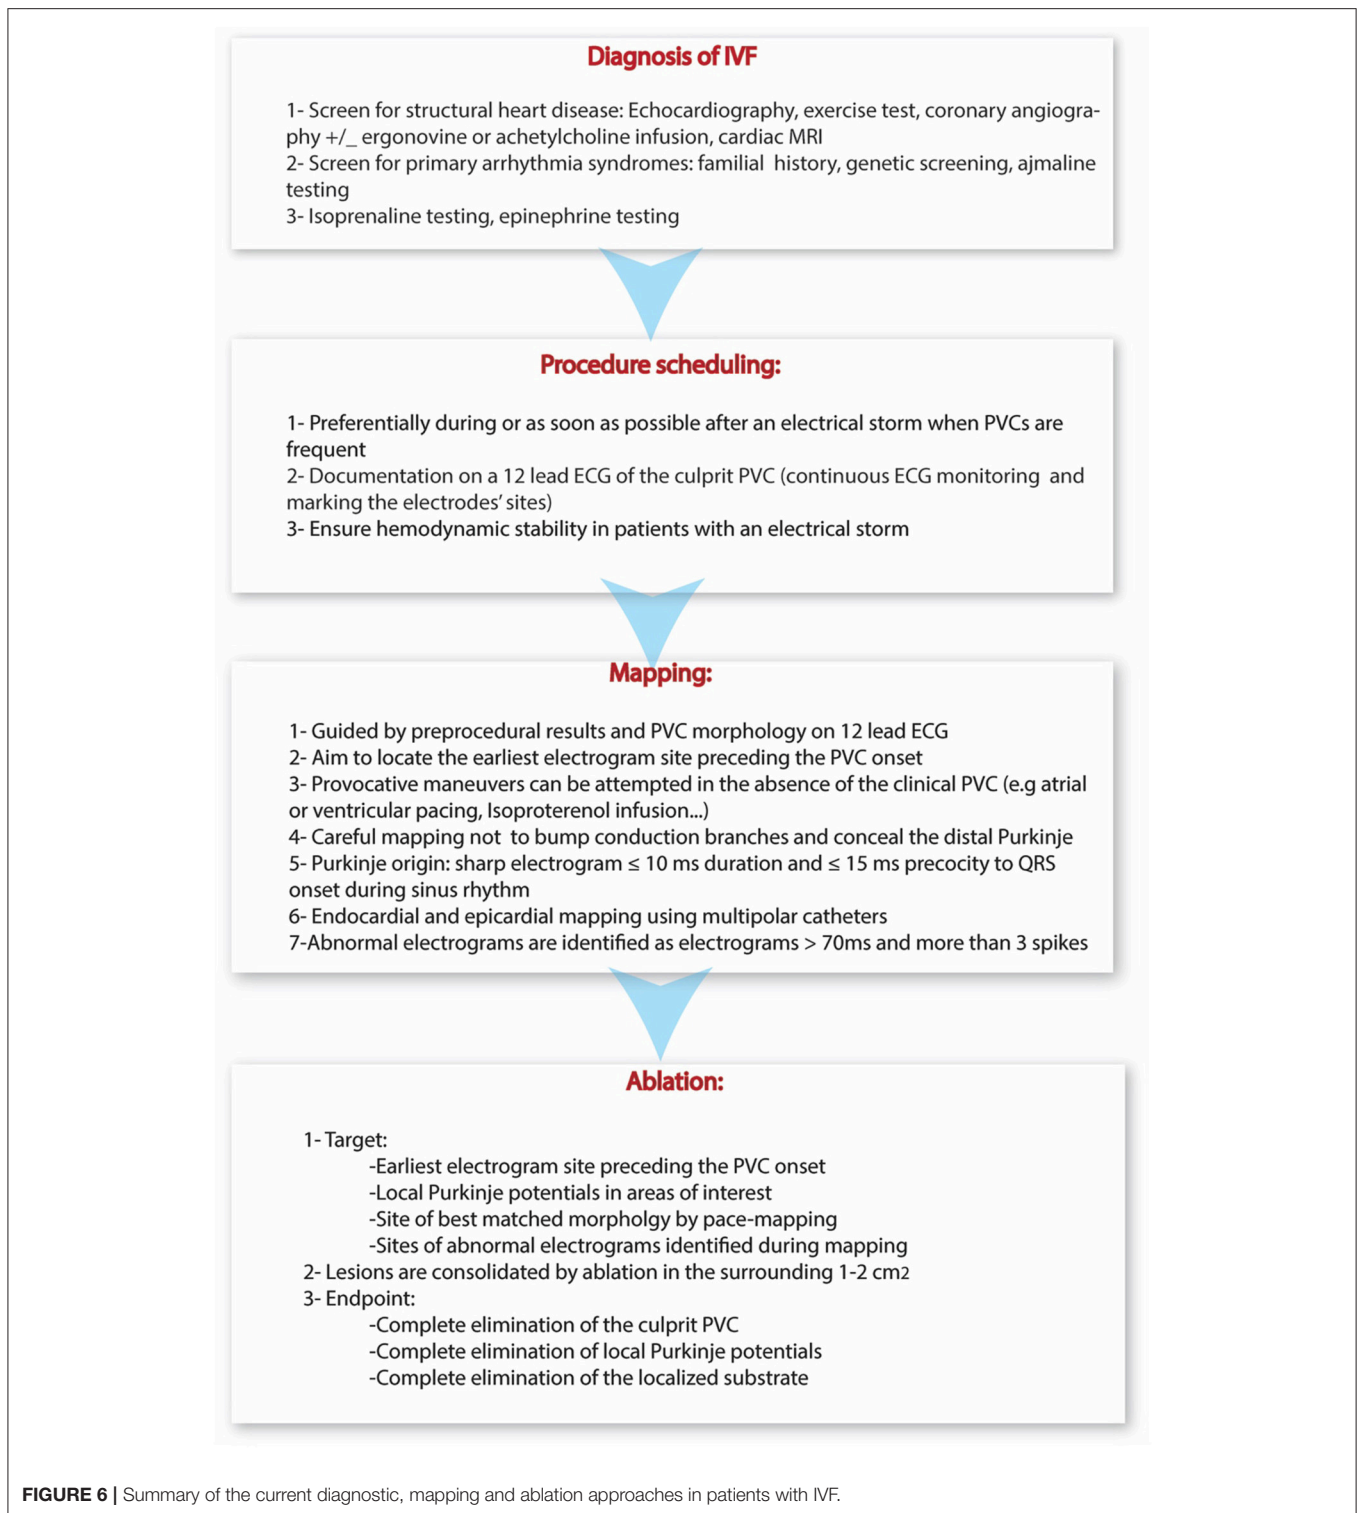 Diagnosis of IVF
1- Screen for structural heart disease: Echocardiography, exercise test, coronary angiogra-
phy +/_ ergonovine or achetylcholine infusion, cardiac MRI
2- Screen for primary arrhythmia syndromes: familial history, genetic screening, ajmaline
testing
3- Isoprenaline testing, epinephrine testing
Procedure scheduling:
1- Preferentially during or as soon as possible after an electrical storm when PVCs are
frequent
2- Documentation on a 12 lead ECG of the culprit PVC (continuous ECG monitoring and
marking the electrodes' sites)
3- Ensure hemodynamic stability in patients with an electrical storm
Mapping:
1- Guided by preprocedural results and PVC morphology on 12 lead ECG
2- Aim to locate the earliest electrogram site preceding the PVC onset
3- Provocative maneuvers can be attempted in the absence of the clinical PVC (e.g atrial
or ventricular pacing, Isoproterenol infusion...)
4- Careful mapping not to bump conduction branches and conceal the distal Purkinje
5- Purkinje origin: sharp electrogram ≤ 10 ms duration and ≤ 15 ms precocity to QRS
onset during sinus rhythm
6- Endocardial and epicardial mapping using multipolar catheters
7-Abnormal electrograms are identified as electrograms > 70ms and more than 3 spikes
Ablation:
1- Target:
-Earliest electrogram site preceding the PVC onset
-Local Purkinje potentials in areas of interest
-Site of best matched morpholgy by pace-mapping
-Sites of abnormal electrograms identified during mapping
2- Lesions are consolidated by ablation in the surrounding 1-2 cm2
3- Endpoint:
-Complete elimination of the culprit PVC
-Complete elimination of local Purkinje potentials
-Complete elimination of the localized substrate
FIGURE 6 | Summary of the current diagnostic, mapping and ablation approaches in patients with IVF.